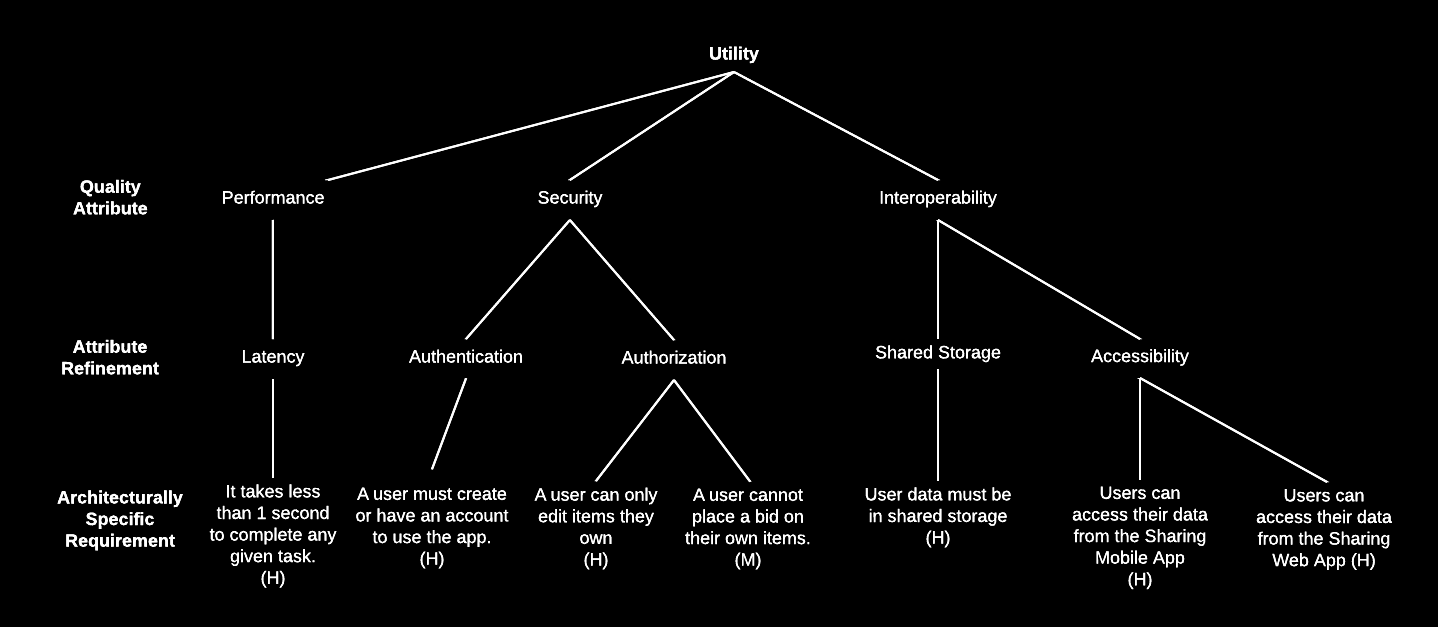 Utility
Quality
Attribute
Performance
Security
Interoperability
Attribute
Refinement
Latency
Authentication
Authorization
Shared Storage
Accessibility
Architecturally
Specific
Requirement
It takes less
than 1 second
to complete any
given task.
(H)
A user must create
or have an account
to use the app.
(H)
A user can only
edit items they
own
(H)
A user cannot
place a bid on
their own items.
(M)
User data must be
in shared storage
(H)
Users can
access their data
from the Sharing
Mobile App
(H)
Users can
access their data
from the Sharing
Web App (H)